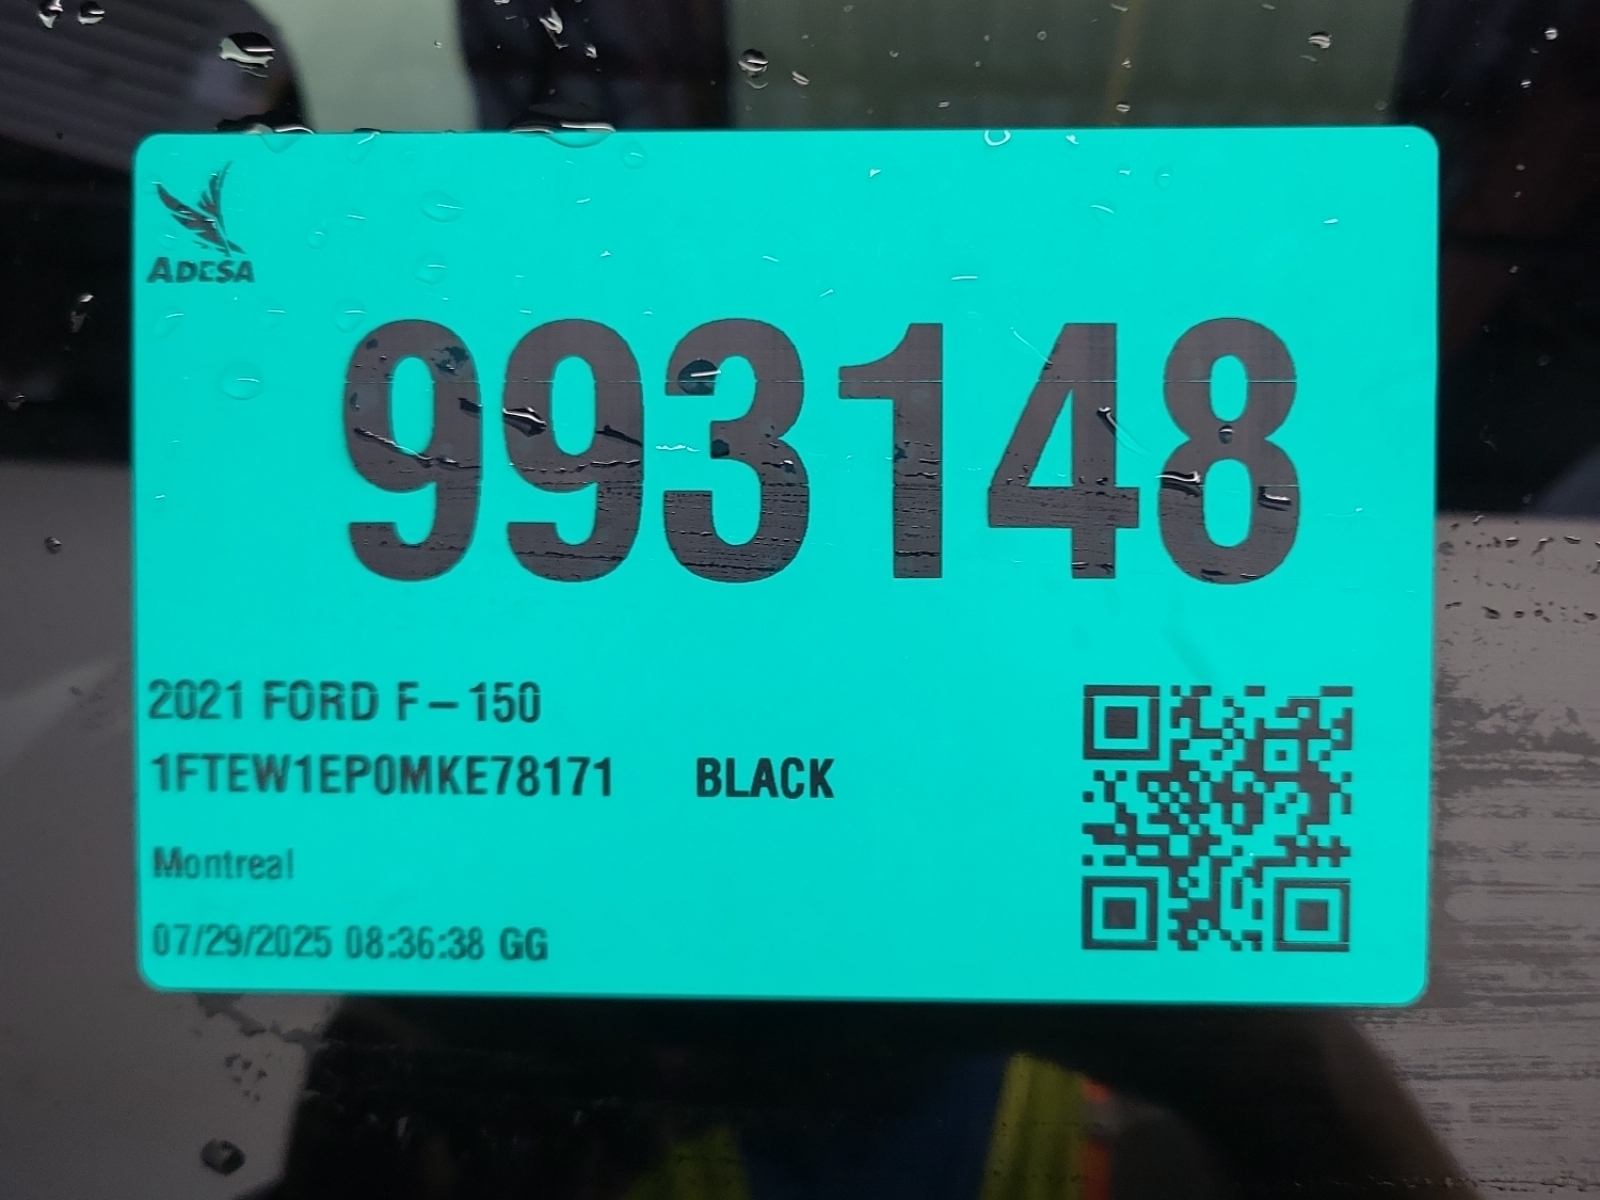 ADESA
993148
2021 FORD F-150
1FTEW1EP0MKE78171 BLACK
Montreal
07/29/2025 08:36:38 GG